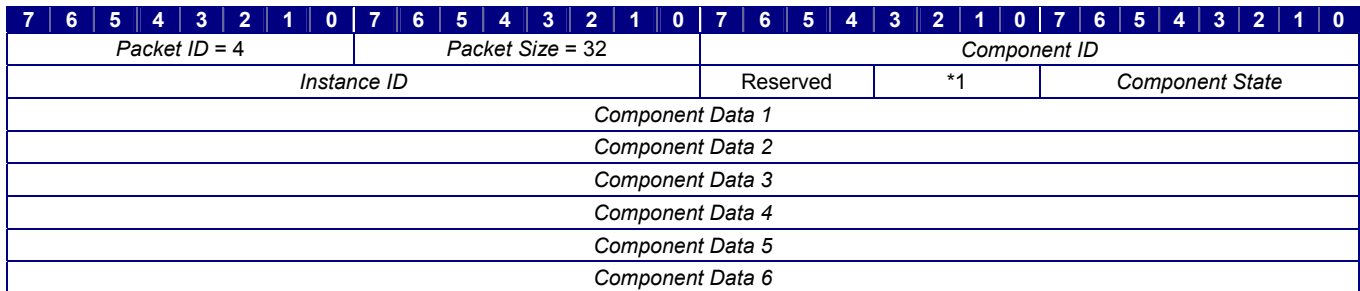 7 6 5 4 3 2 1 0 7 6 5 4 3 2 1 0 7 6 5 4 3 2 1 0 7 6 5 4 3 2 1 0
Packet ID = 4 Packet Size = 32 Component ID
Instance ID Reserved *1 Component State
Component Data 1
Component Data 2
Component Data 3
Component Data 4
Component Data 5
Component Data 6